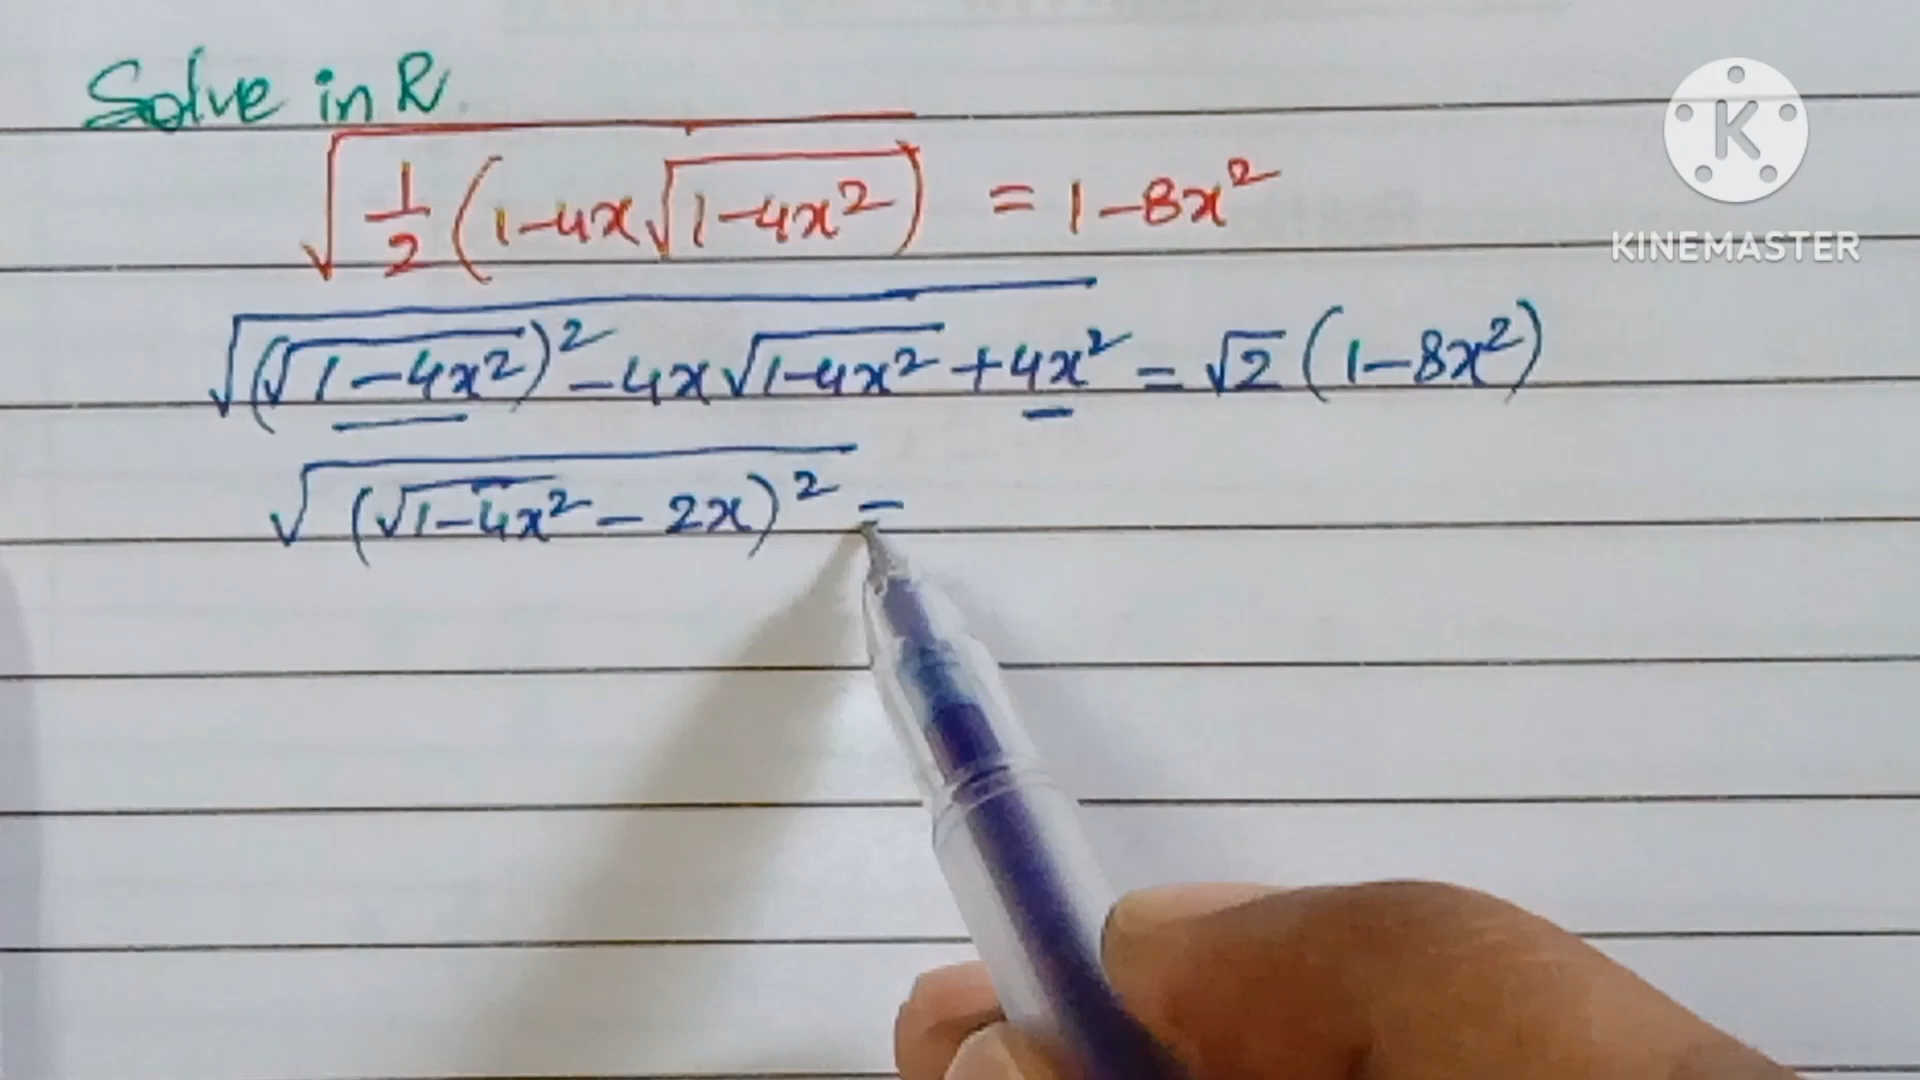 Solve in R.
√(1/2 (1-4x√(1-4x²))) = 1-8x²
√((√(1-4x²))² -4x√(1-4x²) +4x²) = √2 (1-8x²)
√((√(1-4x²) - 2x)²) =
K
KINEMASTER